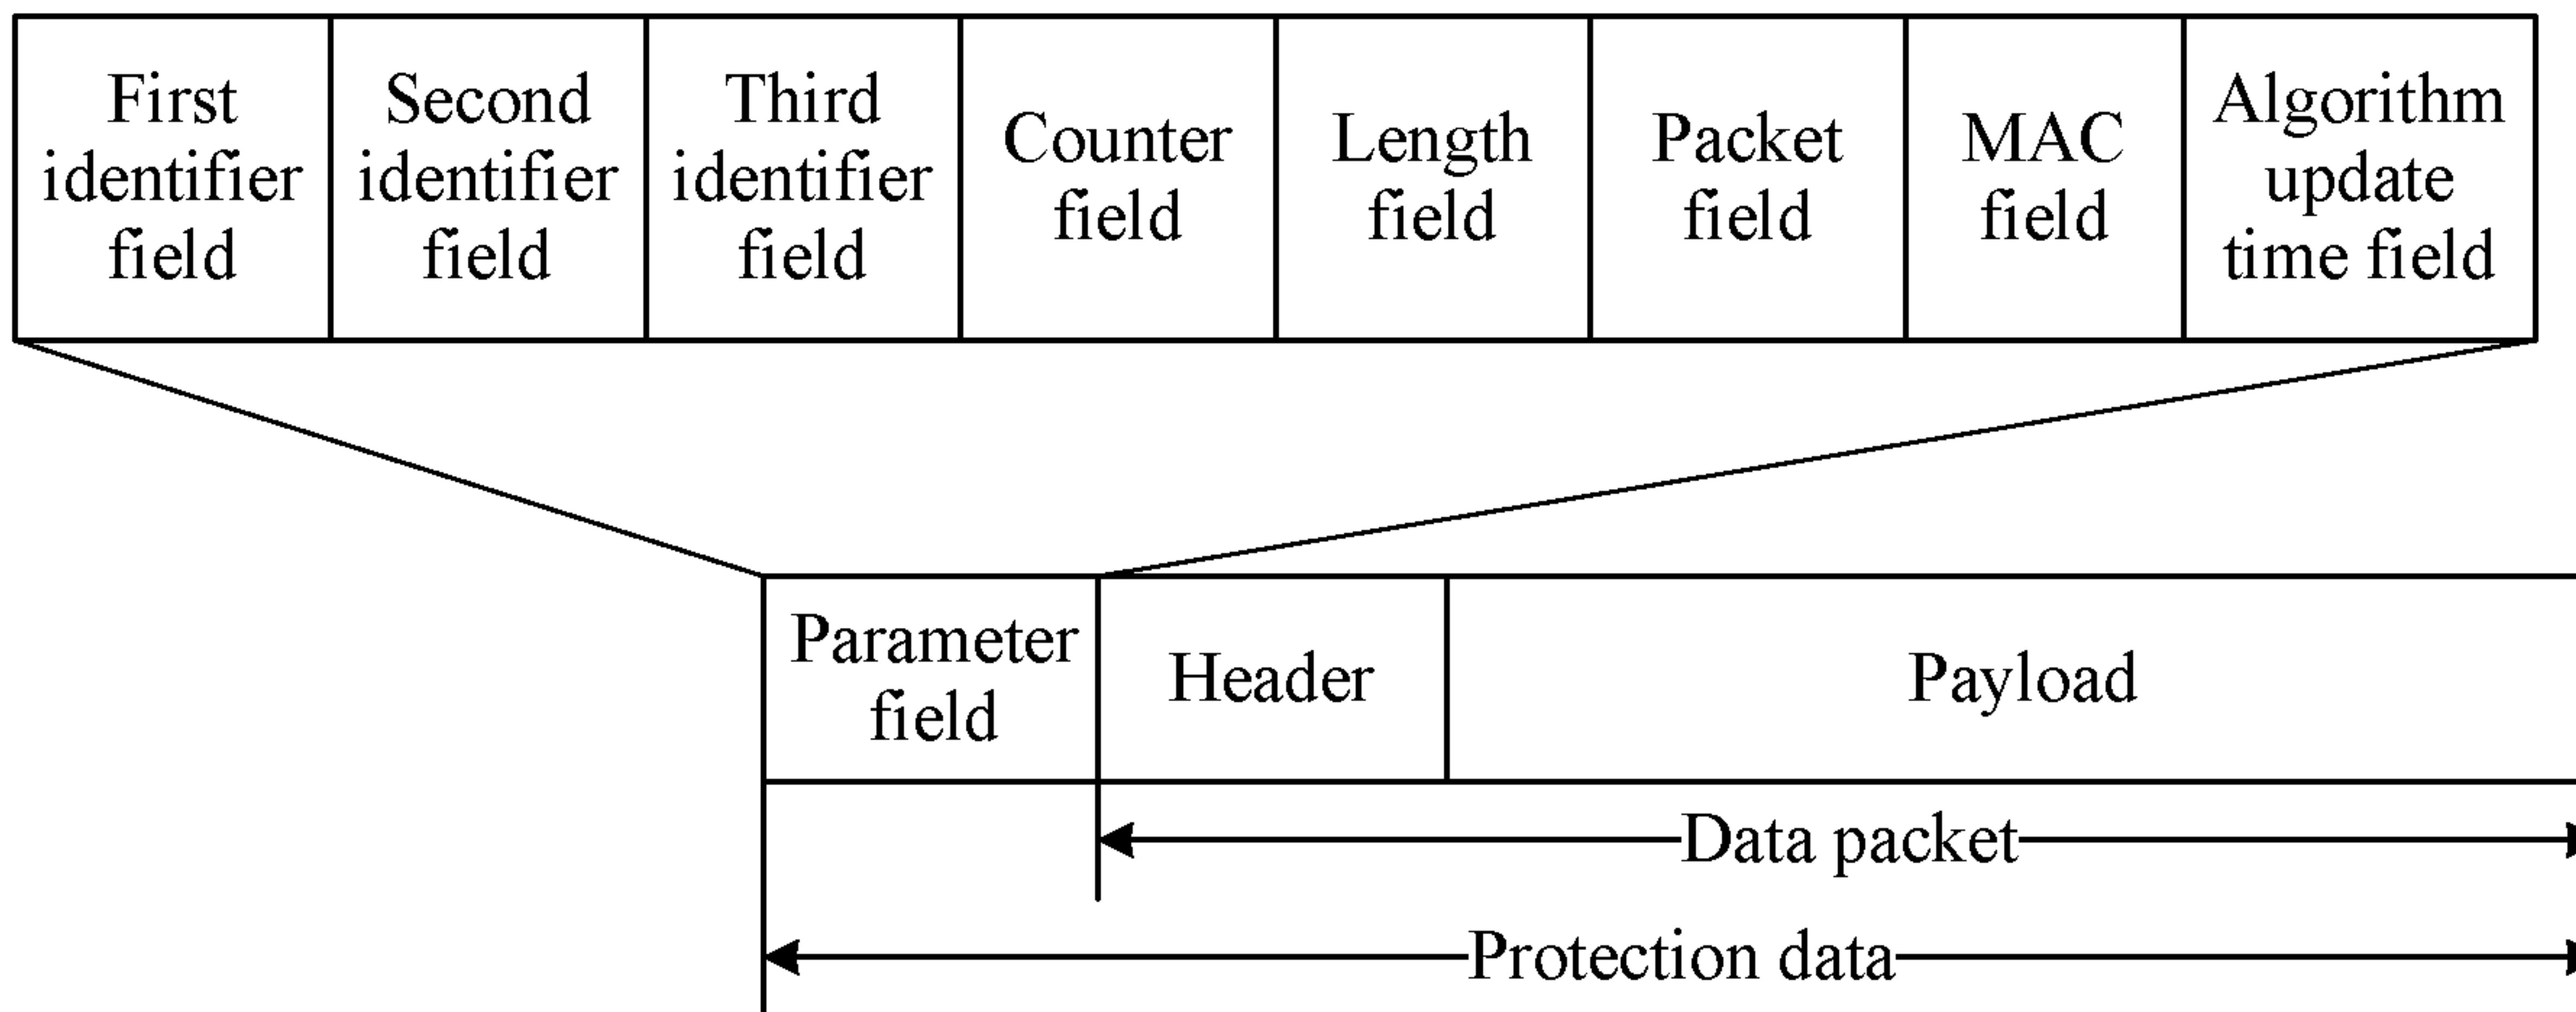 First
identifier
field
Second
identifier
field
Third
identifier
field
Counter
field
Length
field
Packet
field
MAC
field
Algorithm
update
time field
Parameter
field
Header
Payload
Data packet
Protection data